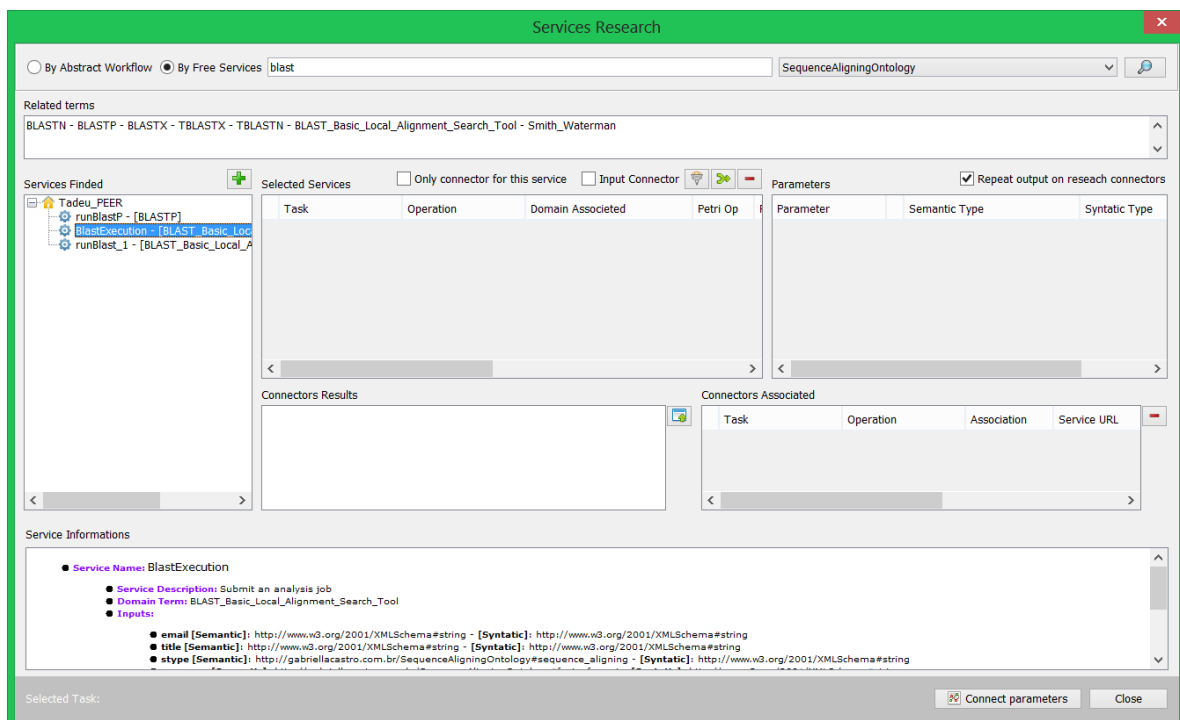 Services Research
By Abstract Workflow By Free Services blast SequenceAligningOntology
Related terms
BLASTN - BLASTP - BLASTX - TBLASTX - TBLASTN - BLAST_Basic_Local_Alignment_Search_Tool - Smith_Waterman
Services Finded Selected Services Only connector for this service Input Connector Parameters Repeat output on reseach connectors
Tadeu_PEER
runBlastP - [BLASTP]
BlastExecution - [BLAST_Basic_Loc
runBlast_1 - [BLAST_Basic_Local_A
Task Operation Domain Associeted Petri Op
Parameter Semantic Type Syntatic Type
Connectors Results
Connectors Associated
Task Operation Association Service URL
Service Informations
Service Name: BlastExecution
Service Description: Submit an analysis job
Domain Term: BLAST_Basic_Local_Alignment_Search_Tool
Inputs:
email [Semantic]: http://www.w3.org/2001/XMLSchema#string - [Syntatic]: http://www.w3.org/2001/XMLSchema#string
title [Semantic]: http://www.w3.org/2001/XMLSchema#string - [Syntatic]: http://www.w3.org/2001/XMLSchema#string
stype [Semantic]: http://gabriellacastro.com.br/SequenceAligningOntology#sequence_aligning - [Syntatic]: http://www.w3.org/2001/XMLSchema#string
Selected Task: Connect parameters Close